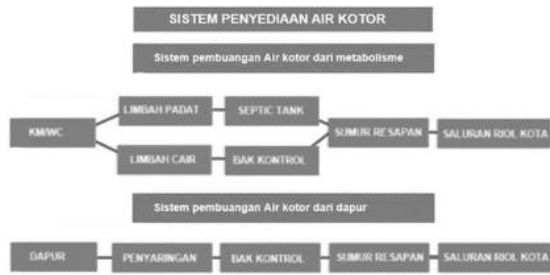 SISTEM PENYEDIAAN AIR KOTOR
Sistem pembuangan Air kotor dari metabolisme
LIMBAH PADAT SEPTIC TANK
KM/WC SUMUR RESAPAN SALURAN RIOL KOTA
LIMBAH CAIR BAK KONTROL
Sistem pembuangan Air kotor dari dapur
DAPUR PENYARINGAN BAK KONTROL SUMUR RESAPAN SALURAN RIOL KOTA